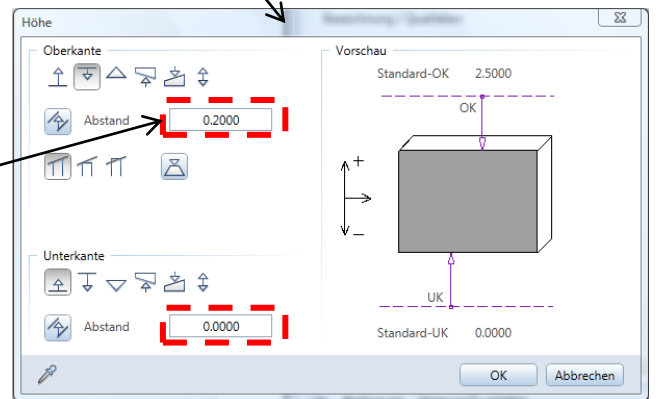 Höhe
Oberkante
Abstand 0.2000
Unterkante
Abstand 0.0000
Vorschau
Standard-OK 2.5000
OK
+
–
UK
Standard-UK 0.0000
OK Abbrechen